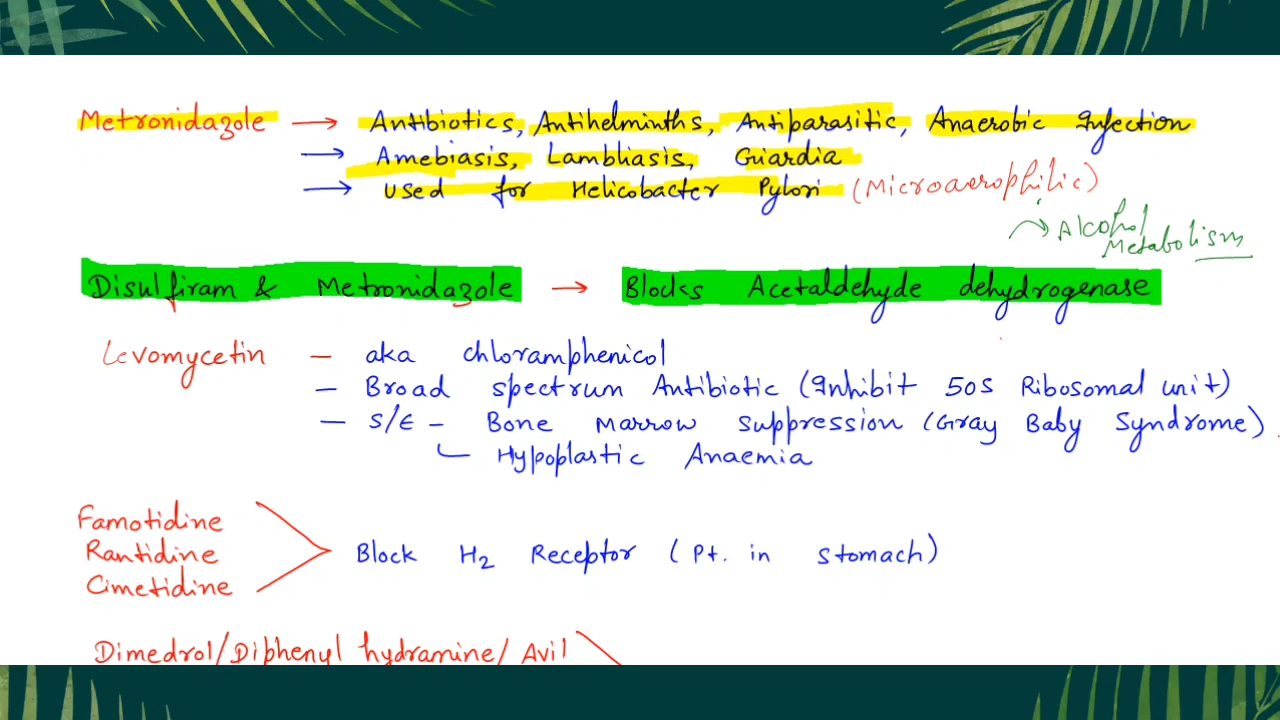 Metronidazole → Antibiotics, Antihelminths, Antiparasitic, Anaerobic Infection
→ Amebiasis, Lambliasis, Giardia
→ used for Helicobacter Pylori (Microaerophilic)
→ Alcohol
Metabolism
Disulfiram & Metronidazole → Blocks Acetaldehyde dehydrogenase
Levomycetin – aka chloramphenicol
– Broad spectrum Antibiotic (Inhibit 50S Ribosomal unit)
– S/E – Bone Marrow Suppression (Gray Baby Syndrome)
Hypoplastic Anaemia
Famotidine
Rantidine
Cimetidine
Block H2 Receptor (Pt. in stomach)
Dimedrol/Diphenyl hydramine/Avil